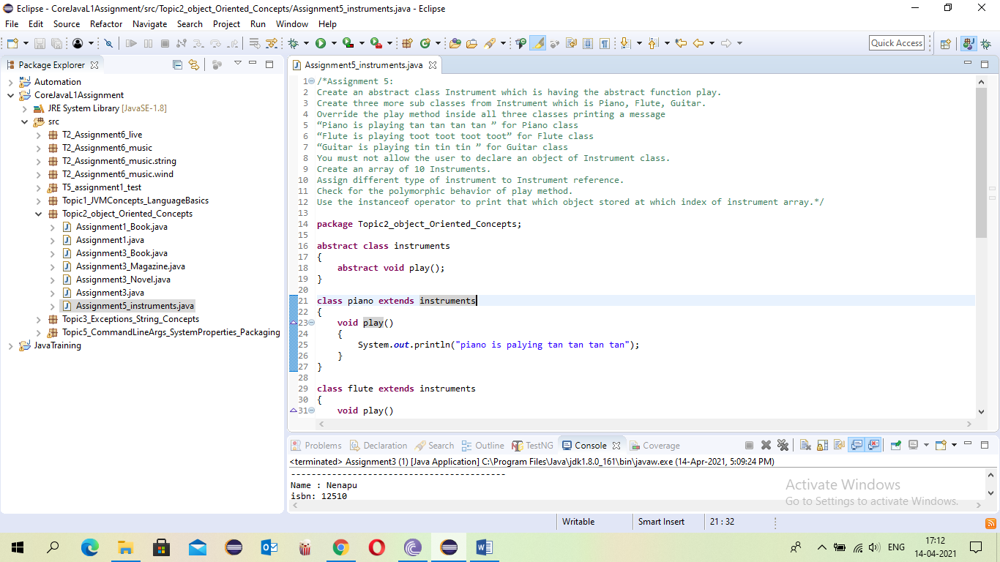 Eclipse - CoreJavaL1Assignment/src/Topic2_object_Oriented_Concepts/Assignment5_instruments.java - Eclipse
File Edit Source Refactor Navigate Search Project Run Window Help
Quick Access
Package Explorer
Automation
CoreJavaL1Assignment
JRE System Library [JavaSE-1.8]
src
T2_Assignment6_live
T2_Assignment6_music
T2_Assignment6_music.string
T2_Assignment6_music.wind
T5_assignment1_test
Topic1_JVMConcepts_LanguageBasics
Topic2_object_Oriented_Concepts
Assignment1_Book.java
Assignment1.java
Assignment3_Book.java
Assignment3_Magazine.java
Assignment3_Novel.java
Assignment3.java
Assignment5_instruments.java
Topic3_Exceptions_String_Concepts
Topic5_CommandLineArgs_SystemProperties_Packaging
JavaTraining
Assignment5_instruments.java
1 /*Assignment 5:
2 Create an abstract class Instrument which is having the abstract function play.
3 Create three more sub classes from Instrument which is Piano, Flute, Guitar.
4 Override the play method inside all three classes printing a message
5 “Piano is playing tan tan tan tan ” for Piano class
6 “Flute is playing toot toot toot toot” for Flute class
7 “Guitar is playing tin tin tin ” for Guitar class
8 You must not allow the user to declare an object of Instrument class.
9 Create an array of 10 Instruments.
10 Assign different type of instrument to Instrument reference.
11 Check for the polymorphic behavior of play method.
12 Use the instanceof operator to print that which object stored at which index of instrument array.*/
13
14 package Topic2_object_Oriented_Concepts;
15
16 abstract class instruments
17 {
18 abstract void play();
19 }
20
21 class piano extends instruments
22 {
23 void play()
24 {
25 System.out.println("piano is palying tan tan tan tan");
26 }
27 }
28
29 class flute extends instruments
30 {
31 void play()
Problems Declaration Search Outline TestNG Console Coverage
<terminated> Assignment3 (1) [Java Application] C:\Program Files\Java\jdk1.8.0_161\bin\javaw.exe (14-Apr-2021, 5:09:24 PM)
------------------------------------------
Name : Nenapu
isbn: 12510
Activate Windows
Go to Settings to activate Windows.
Writable Smart Insert 21 : 32
ENG 17:12
14-04-2021